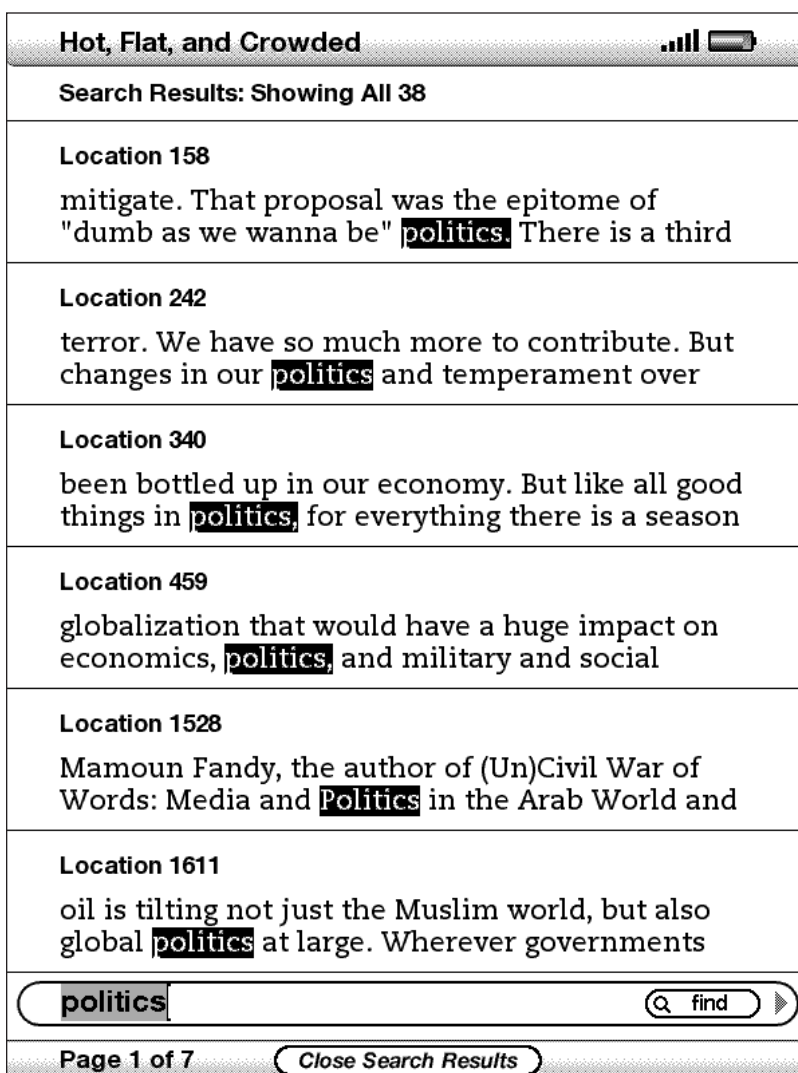 Hot, Flat, and Crowded
Search Results: Showing All 38
Location 158
mitigate. That proposal was the epitome of
"dumb as we wanna be" politics. There is a third
Location 242
terror. We have so much more to contribute. But
changes in our politics and temperament over
Location 340
been bottled up in our economy. But like all good
things in politics, for everything there is a season
Location 459
globalization that would have a huge impact on
economics, politics, and military and social
Location 1528
Mamoun Fandy, the author of (Un)Civil War of
Words: Media and Politics in the Arab World and
Location 1611
oil is tilting not just the Muslim world, but also
global politics at large. Wherever governments
politics find
Page 1 of 7 Close Search Results